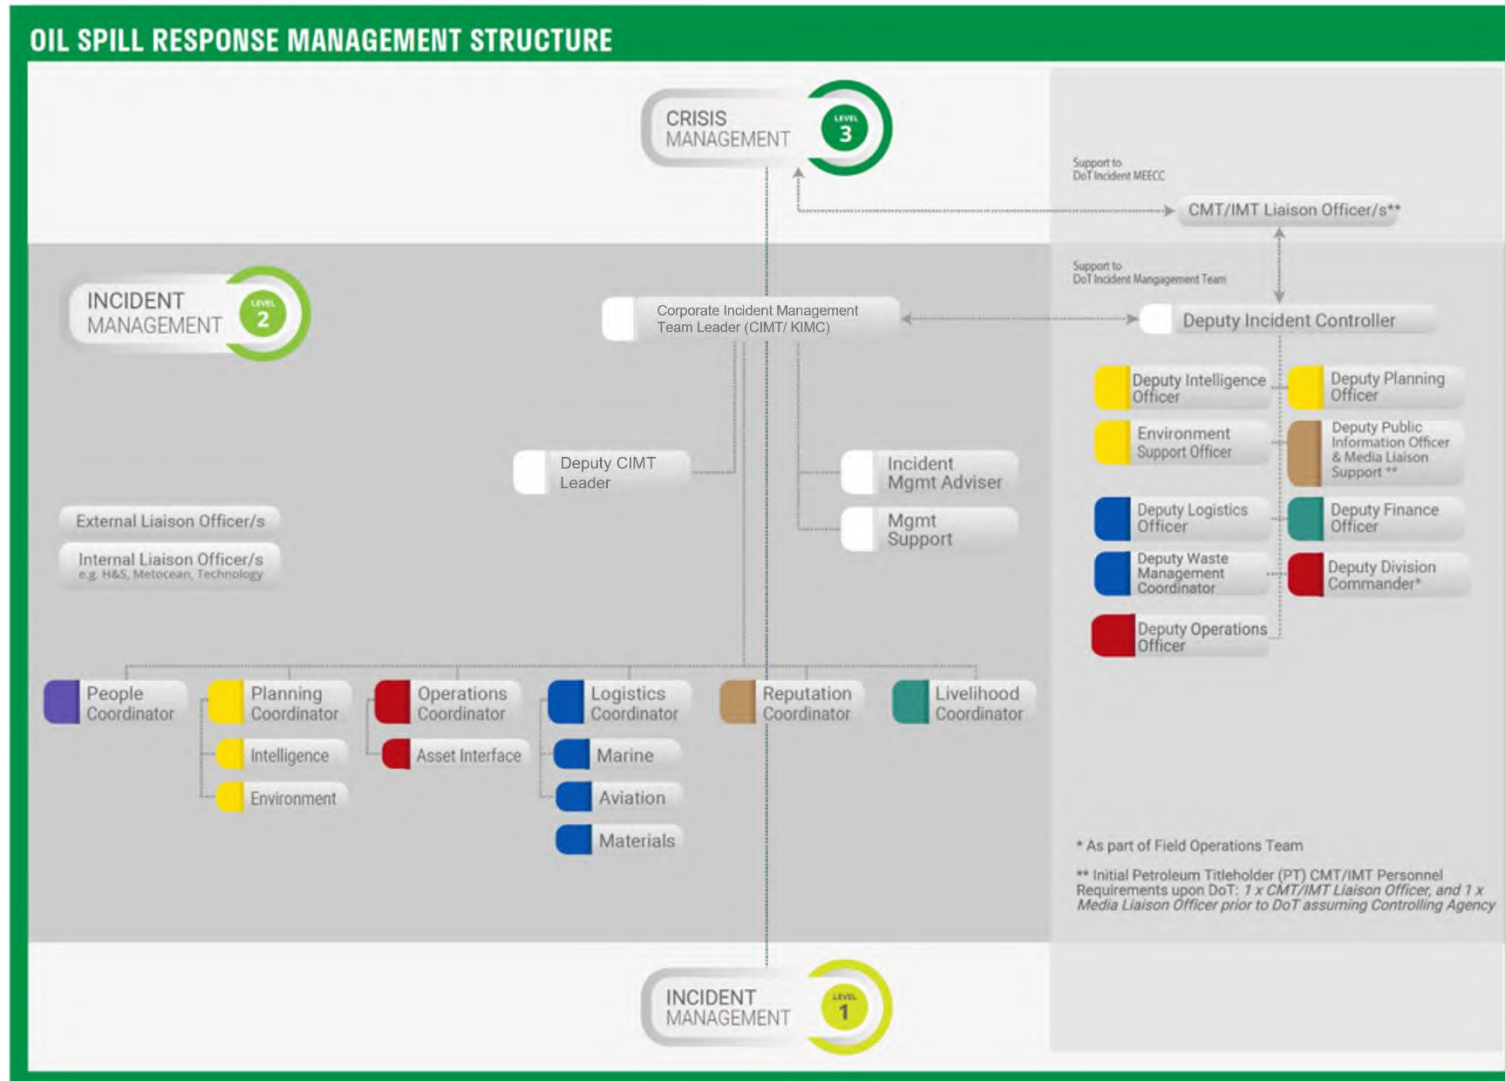 OIL SPILL RESPONSE MANAGEMENT STRUCTURE
CRISIS
MANAGEMENT
LEVEL
3
Support to
DoT Incident MEECC
CMT/IMT Liaison Officer/s**
Support to
DoT Incident Mangagement Team
INCIDENT
MANAGEMENT
LEVEL
2
Corporate Incident Management
Team Leader (CIMT/ KIMC)
Deputy Incident Controller
Deputy Intelligence
Officer
Deputy Planning
Officer
Environment
Support Officer
Deputy Public
Information Officer
& Media Liaison
Support **
Deputy CIMT
Leader
Incident
Mgmt Adviser
Mgmt
Support
Deputy Logistics
Officer
Deputy Finance
Officer
External Liaison Officer/s
Internal Liaison Officer/s
e.g. H&S, Metocean, Technology
Deputy Waste
Management
Coordinator
Deputy Division
Commander*
Deputy Operations
Officer
People
Coordinator
Planning
Coordinator
Operations
Coordinator
Logistics
Coordinator
Reputation
Coordinator
Livelihood
Coordinator
Intelligence
Asset Interface
Marine
Environment
Aviation
Materials
* As part of Field Operations Team
** Initial Petroleum Titleholder (PT) CMT/IMT Personnel
Requirements upon DoT: 1 x CMT/IMT Liaison Officer, and 1 x
Media Liaison Officer prior to DoT assuming Controlling Agency
INCIDENT
MANAGEMENT
LEVEL
1